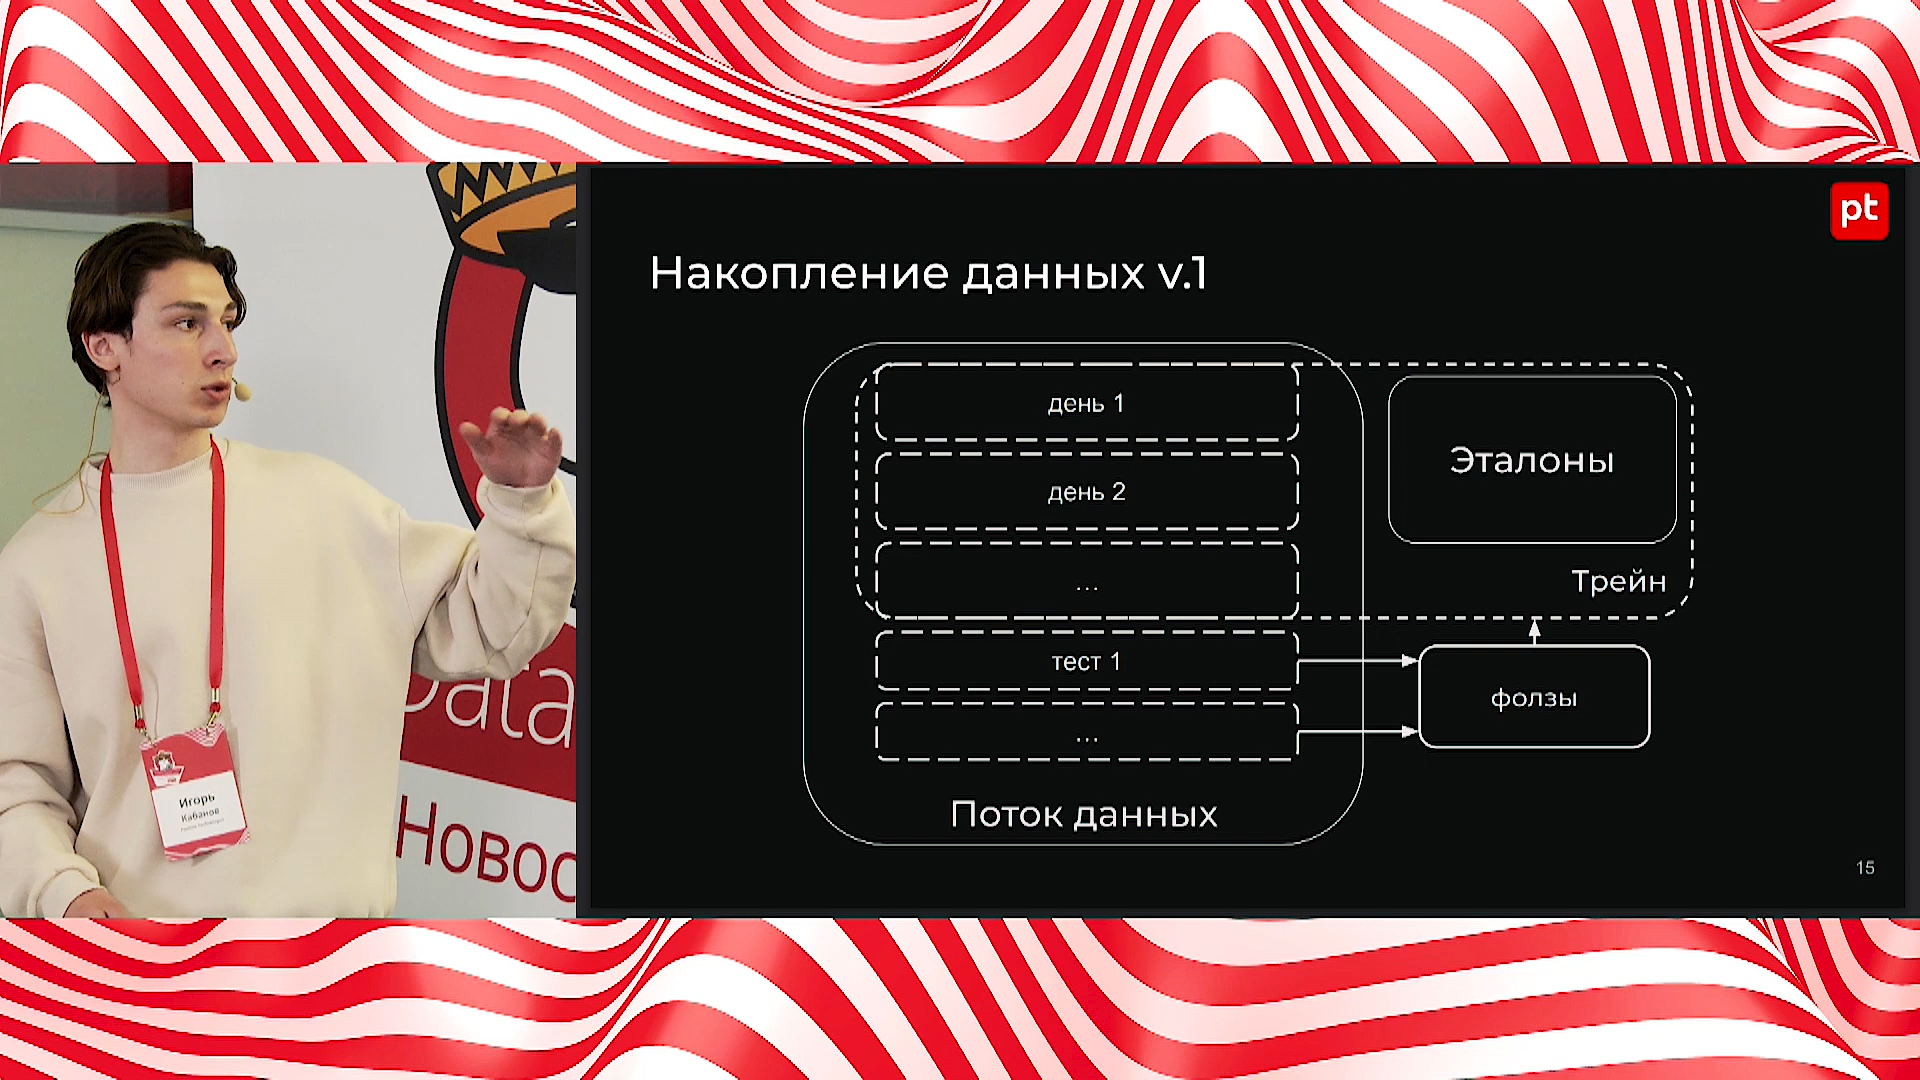 pt
Накопление данных v.1
день 1
день 2
...
тест 1
...
Поток данных
Эталоны
Трейн
фолзы
15
Data
Новос
Игорь
Кабанов